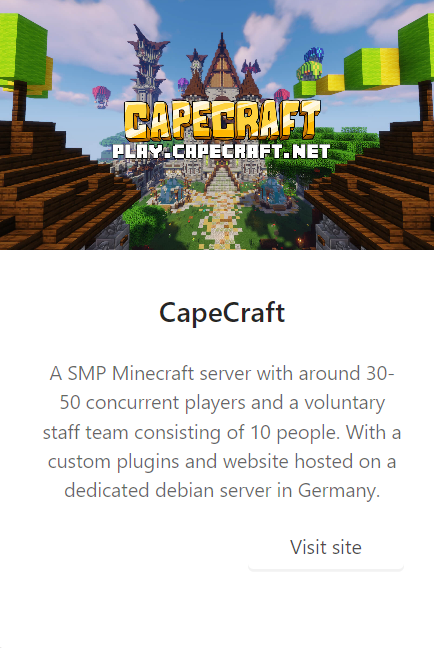 CAPECRAFT
PLAY.CAPECRAFT.NET
CapeCraft
A SMP Minecraft server with around 30-
50 concurrent players and a voluntary
staff team consisting of 10 people. With a
custom plugins and website hosted on a
dedicated debian server in Germany.
Visit site